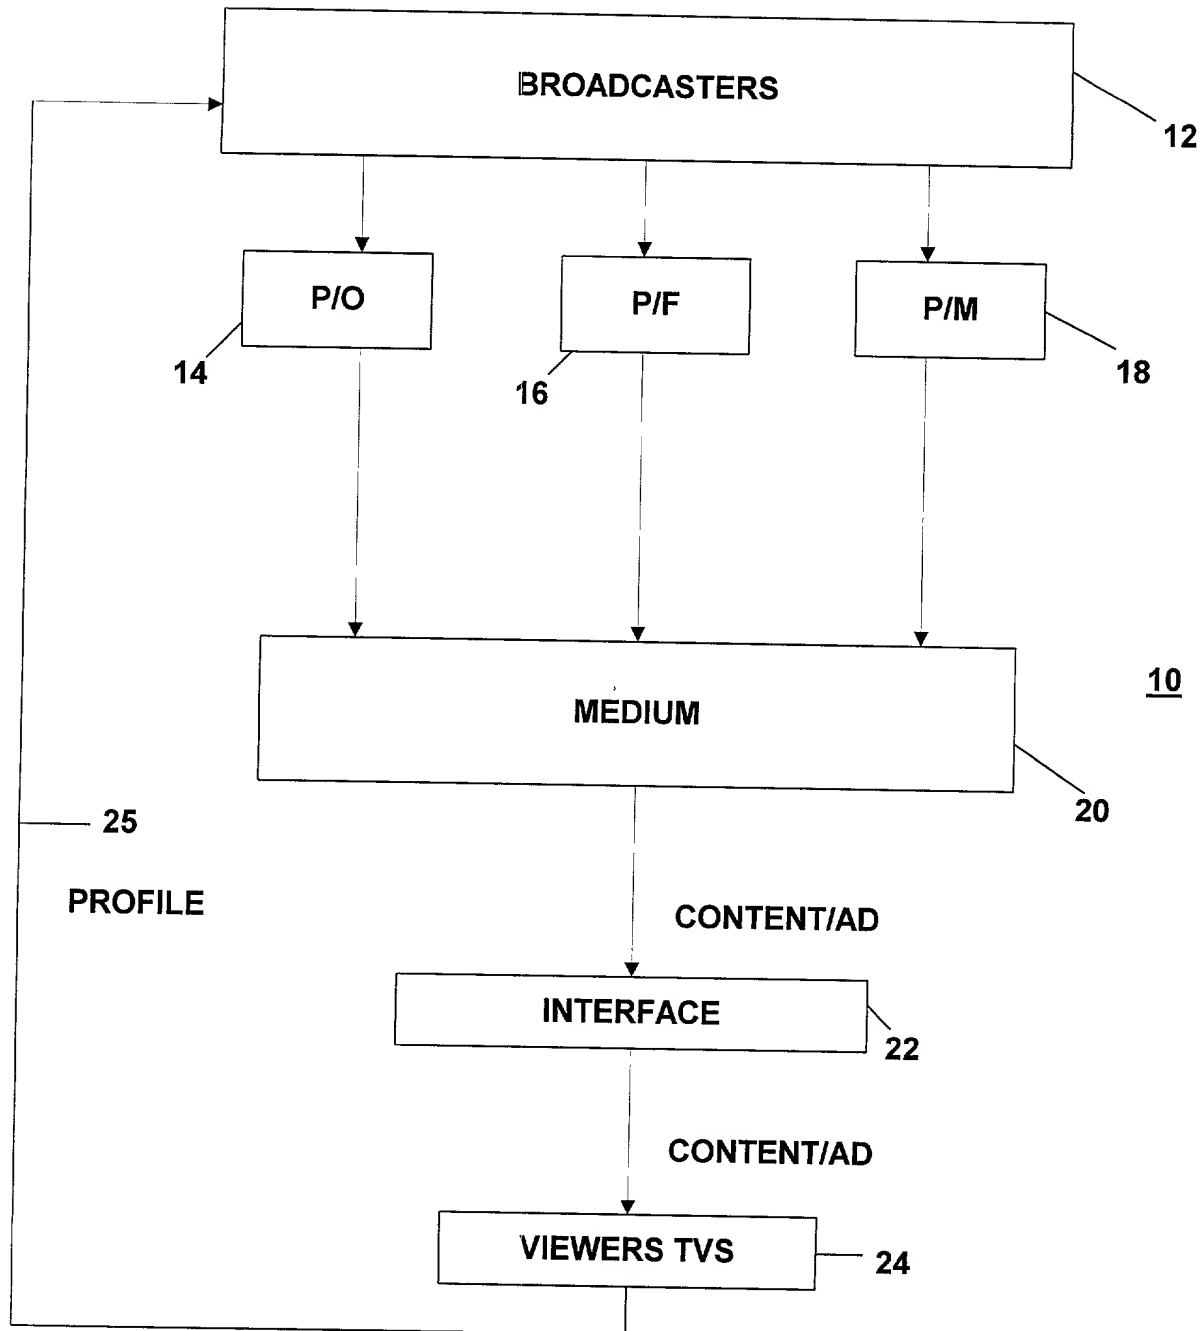 BROADCASTERS
12
P/O
P/F
P/M
14
16
18
MEDIUM
10
20
25
PROFILE
CONTENT/AD
INTERFACE
22
CONTENT/AD
VIEWERS TVS
24